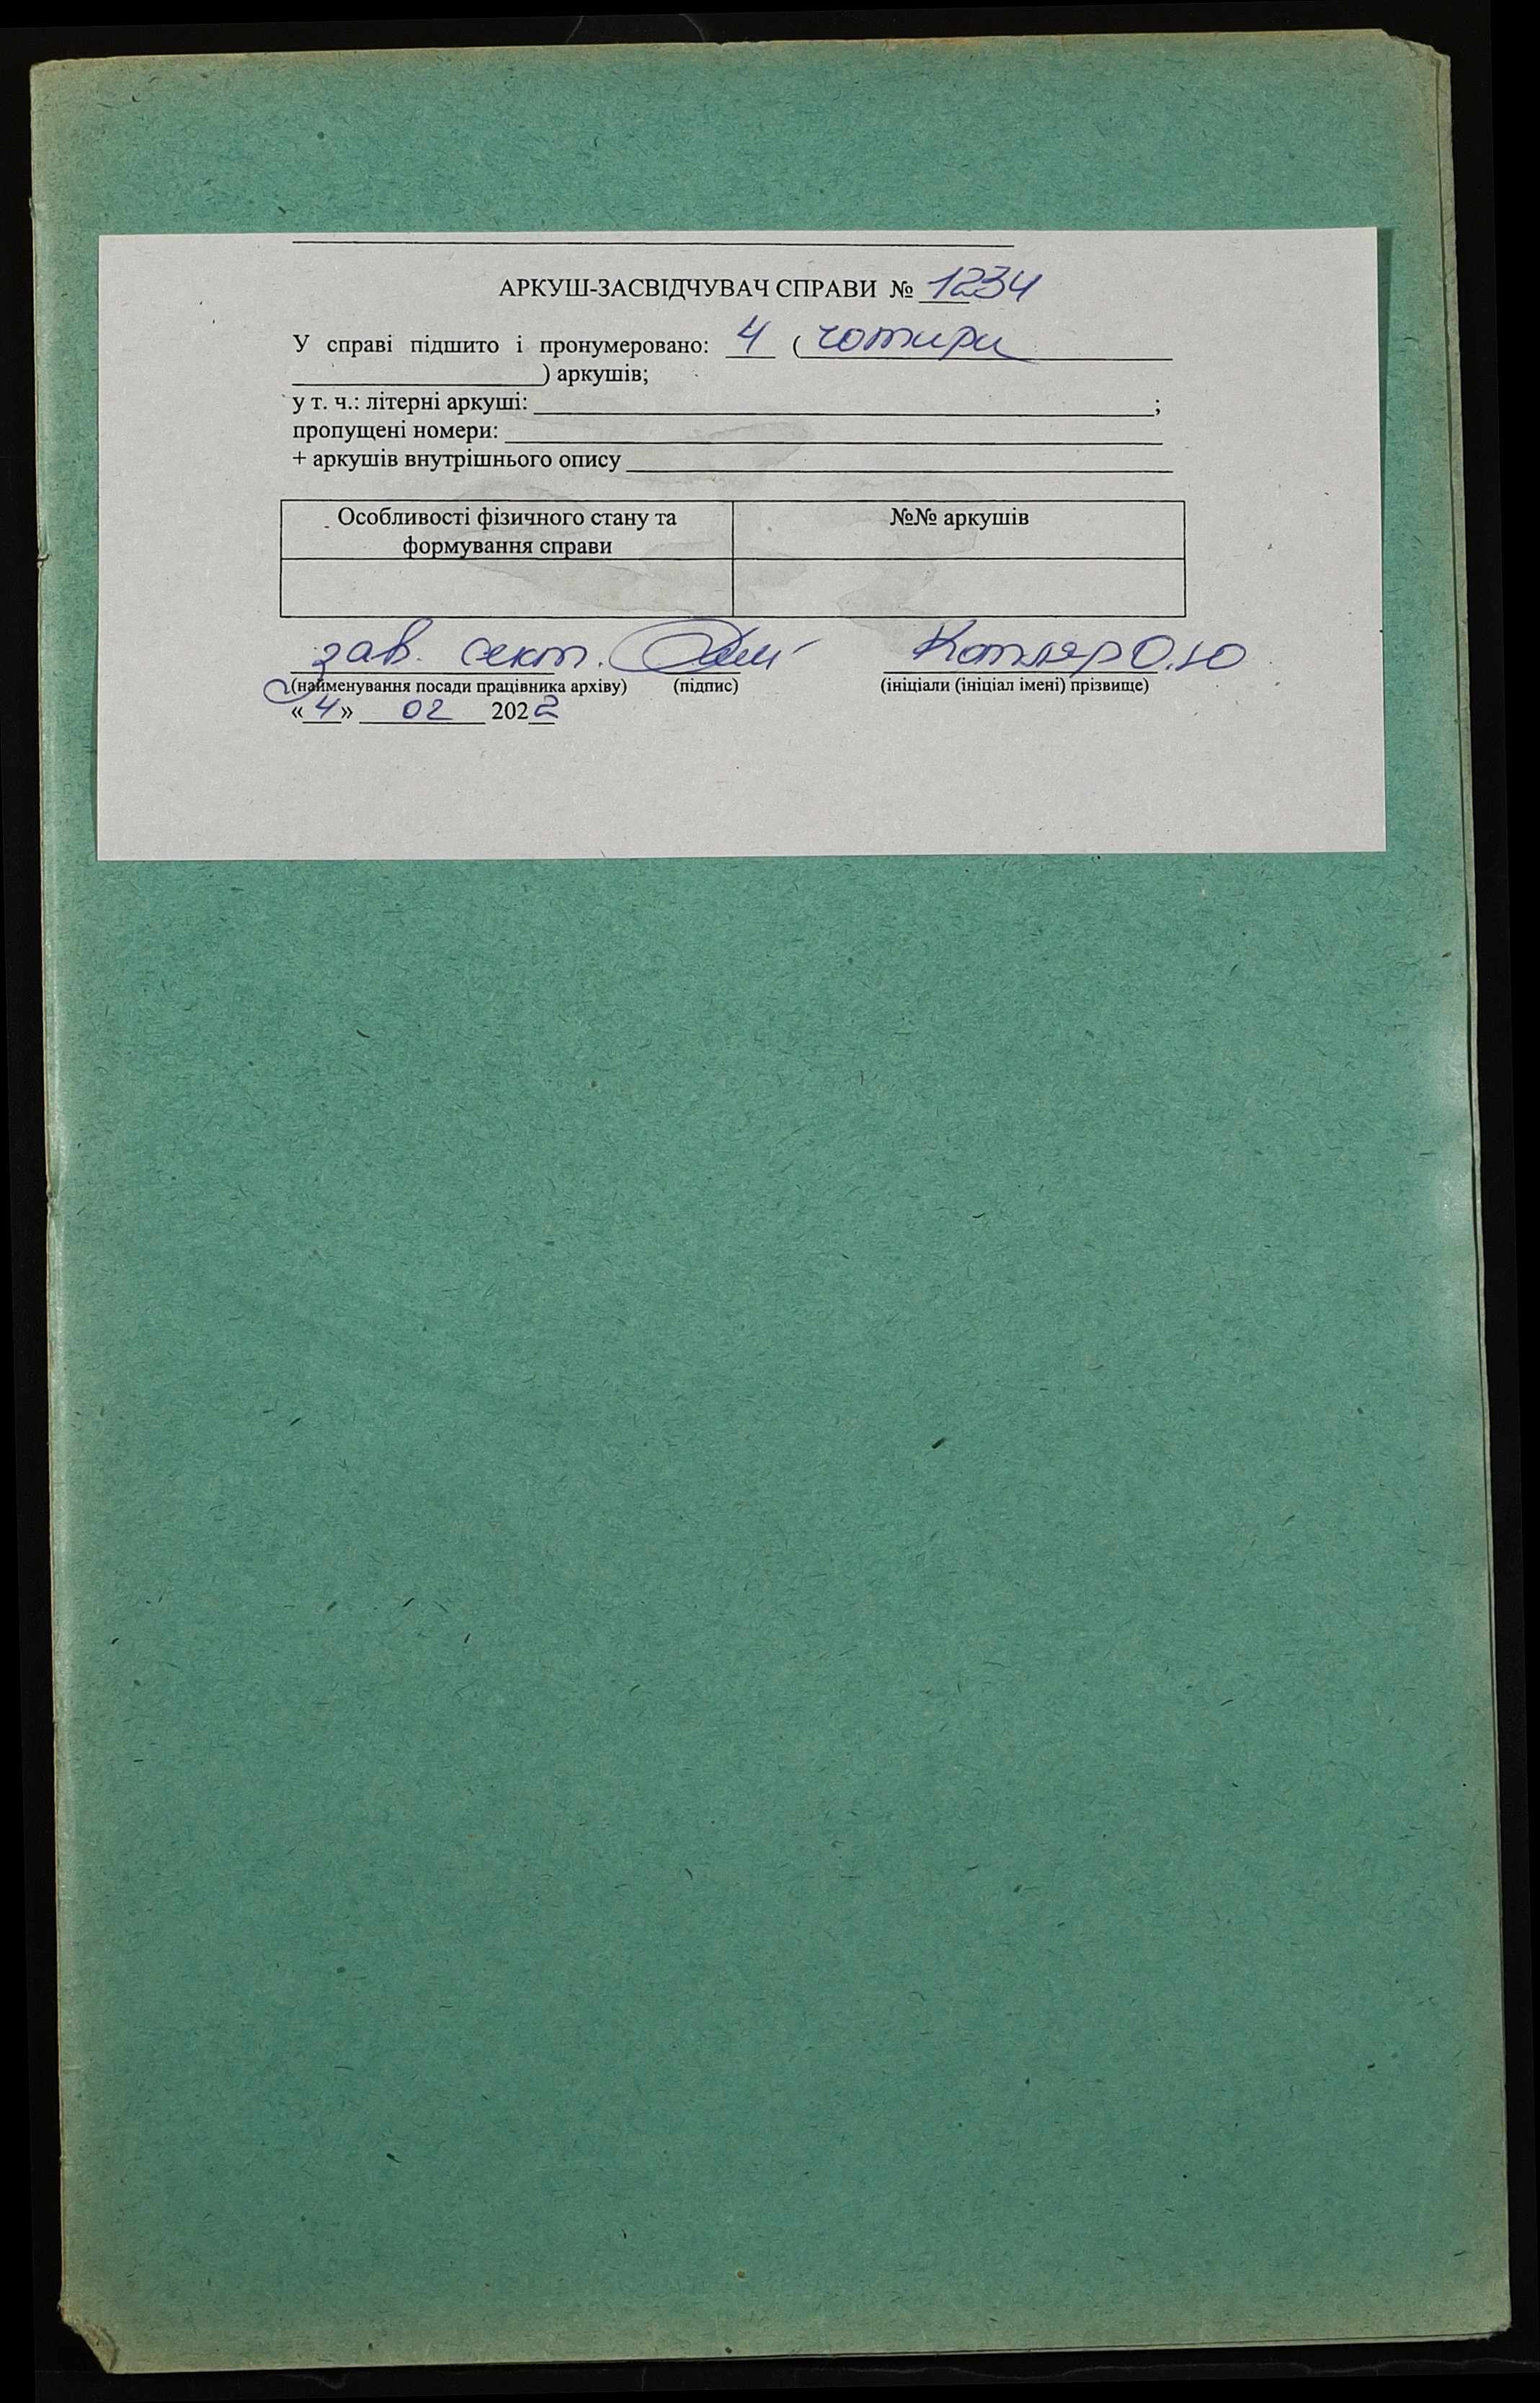 АРКУШ-ЗАСВІДЧУВАЧ СПРАВИ № 1234
У справі підшито і пронумеровано: 4 ( чотири
) аркушів;
у т. ч.: літерні аркуші: ;
пропущені номери:
+ аркушів внутрішнього опису
Особливості фізичного стану та формування справи №№ аркушів
зав. сект. Котляр О.Ю
(найменування посади працівника архіву) (підпис) (ініціали (ініціал імені) прізвище)
«4» 02 2022